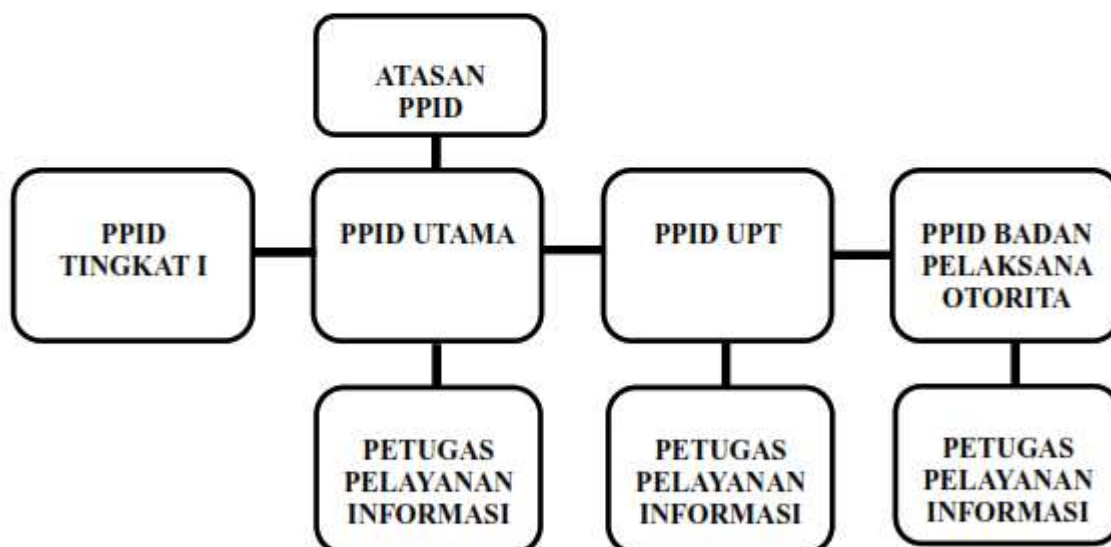 ATASAN
PPID
PPID
TINGKAT I
PPID UTAMA
PPID UPT
PPID BADAN
PELAKSANA
OTORITA
PETUGAS
PELAYANAN
INFORMASI
PETUGAS
PELAYANAN
INFORMASI
PETUGAS
PELAYANAN
INFORMASI